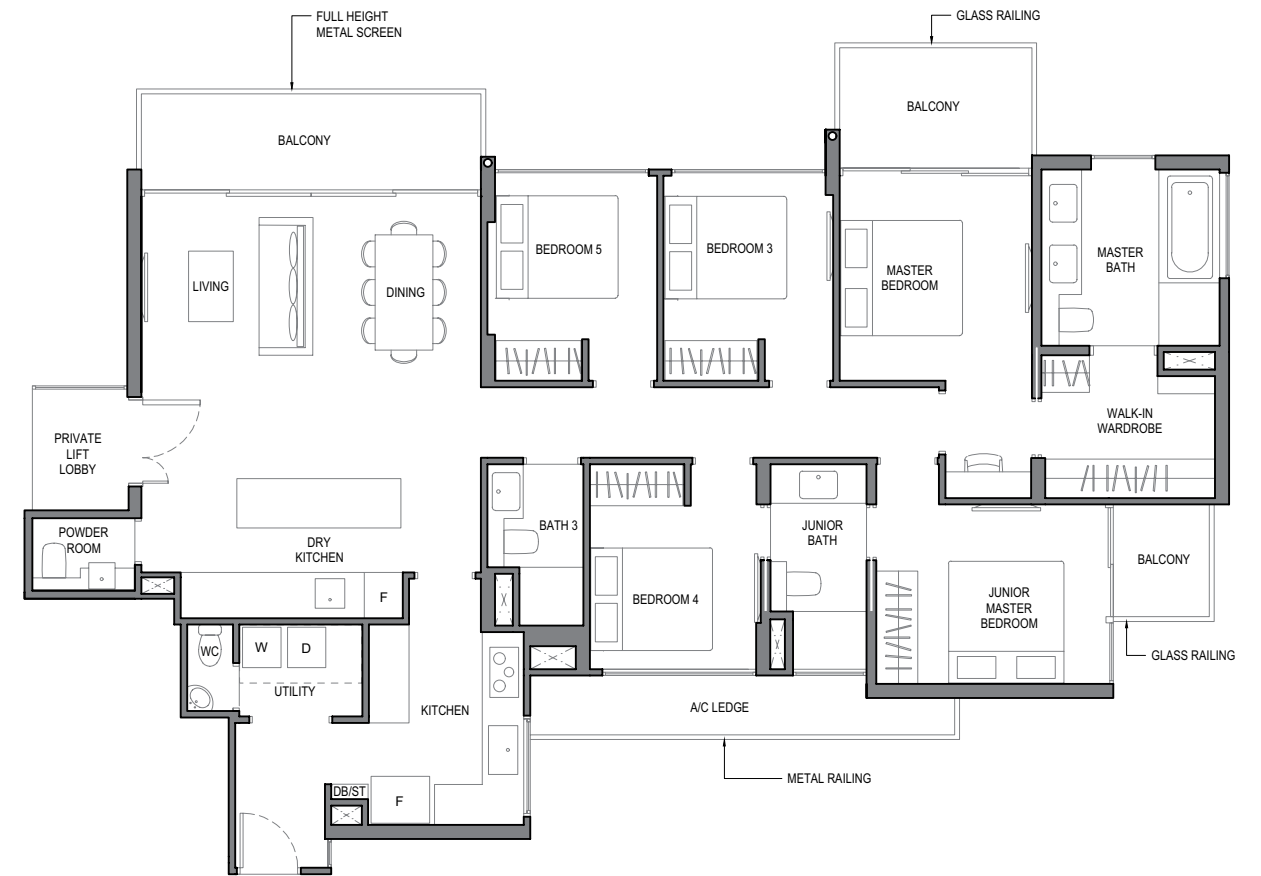 FULL HEIGHT
METAL SCREEN
GLASS RAILING
BALCONY
BALCONY
BEDROOM 5
BEDROOM 3
MASTER
BEDROOM
MASTER
BATH
LIVING
DINING
WALK-IN
WARDROBE
PRIVATE
LIFT
LOBBY
POWDER
ROOM
DRY
KITCHEN
F
BATH 3
BEDROOM 4
JUNIOR
BATH
JUNIOR
MASTER
BEDROOM
BALCONY
GLASS RAILING
WC
W
D
UTILITY
KITCHEN
A/C LEDGE
METAL RAILING
DB/ST
F